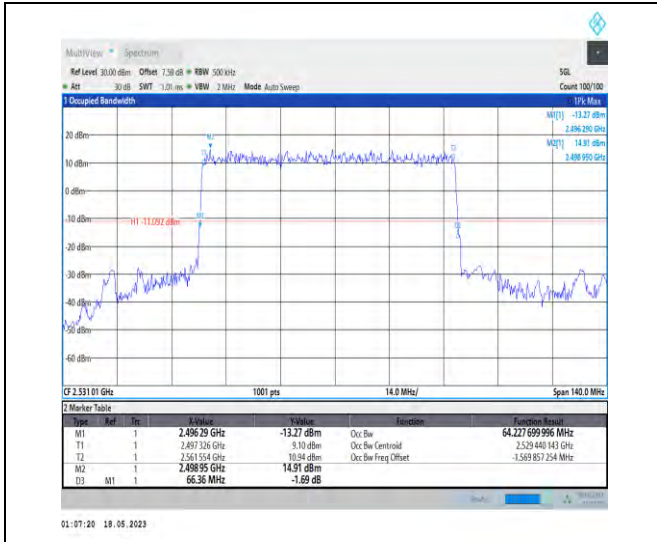 MultiView Spectrum
Ref Level 30.00 dBm Offset 7.59 dB RBW 500 kHz SGL
Att 30 dB SWT 1.01 ms VBW 2 MHz Mode Auto Sweep Count 100/100
1 Occupied Bandwidth 1Pk Max
M1[1] -13.27 dBm
2.496 290 GHz
M2[1] 14.91 dBm
2.498 950 GHz
20 dBm
M2
T1
T2
10 dBm
0 dBm
-10 dBm
H1 -11.092 dBm
M1
D3
-20 dBm
-30 dBm
-40 dBm
-50 dBm
-60 dBm
CF 2.531 01 GHz 1001 pts 14.0 MHz/ Span 140.0 MHz
2 Marker Table
Type Ref Trc X-Value Y-Value Function Function Result
M1 1 2.496 29 GHz -13.27 dBm Occ Bw 64.227 699 996 MHz
T1 1 2.497 326 GHz 9.10 dBm Occ Bw Centroid 2.529 440 143 GHz
T2 1 2.561 554 GHz 10.94 dBm Occ Bw Freq Offset -1.569 857 254 MHz
M2 1 2.498 95 GHz 14.91 dBm
D3 M1 1 66.36 MHz -1.69 dB
01:07:20 18.05.2023